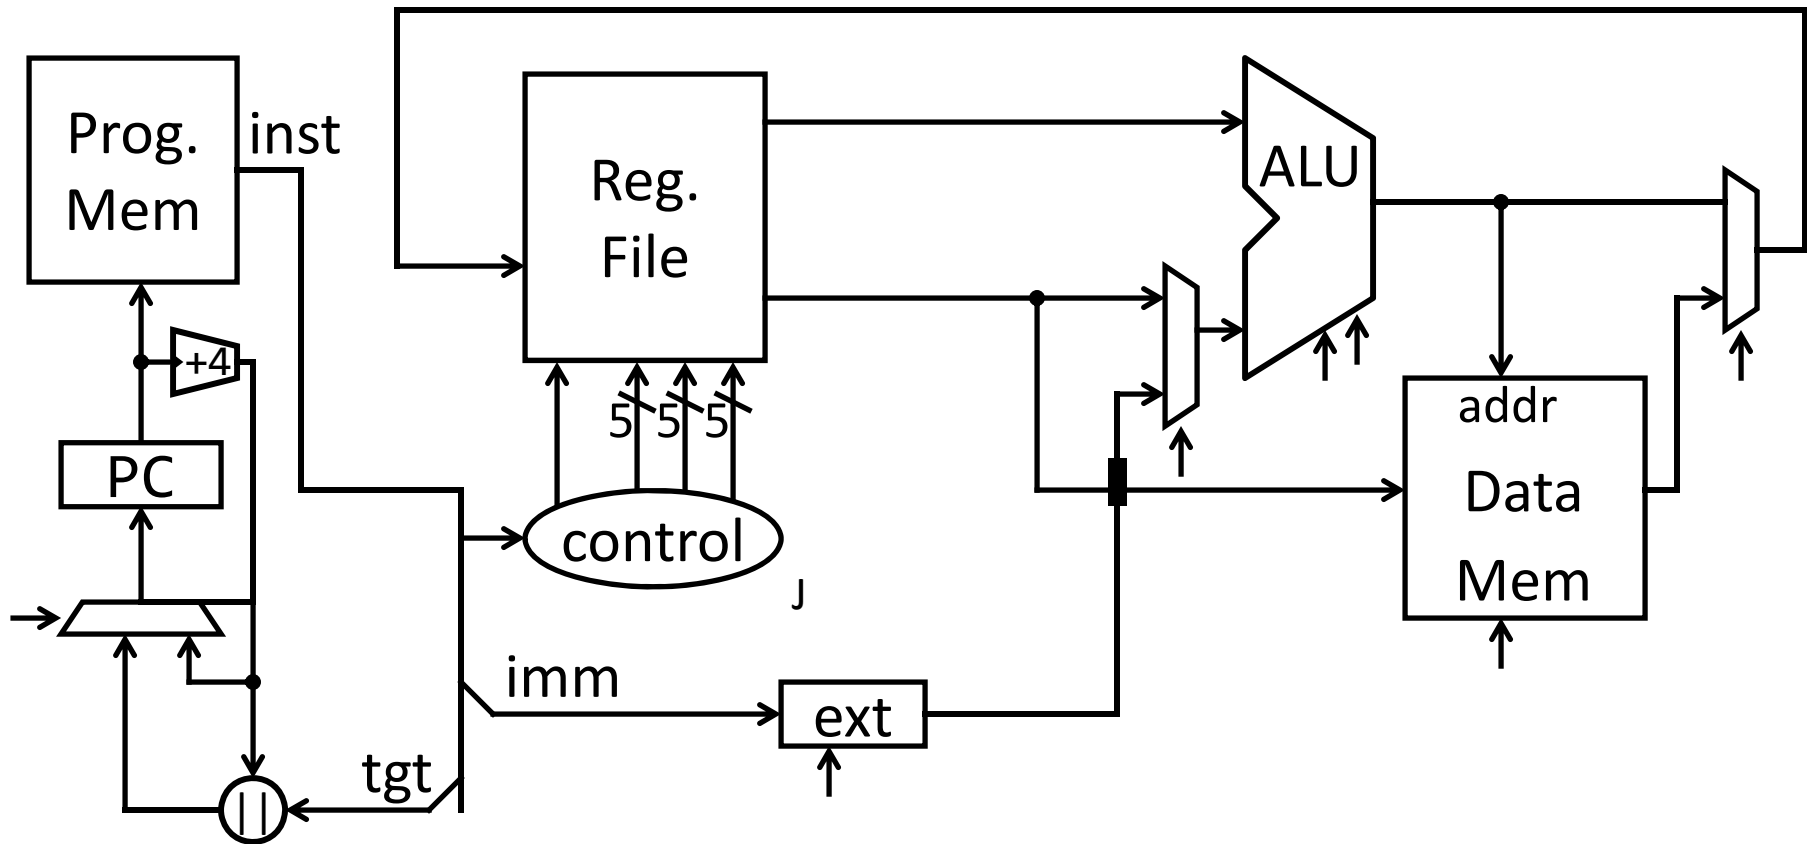 Prog.
Mem
inst
Reg.
File
ALU
+4
5 5 5
addr
PC
Data
Mem
control
J
imm
ext
tgt
||